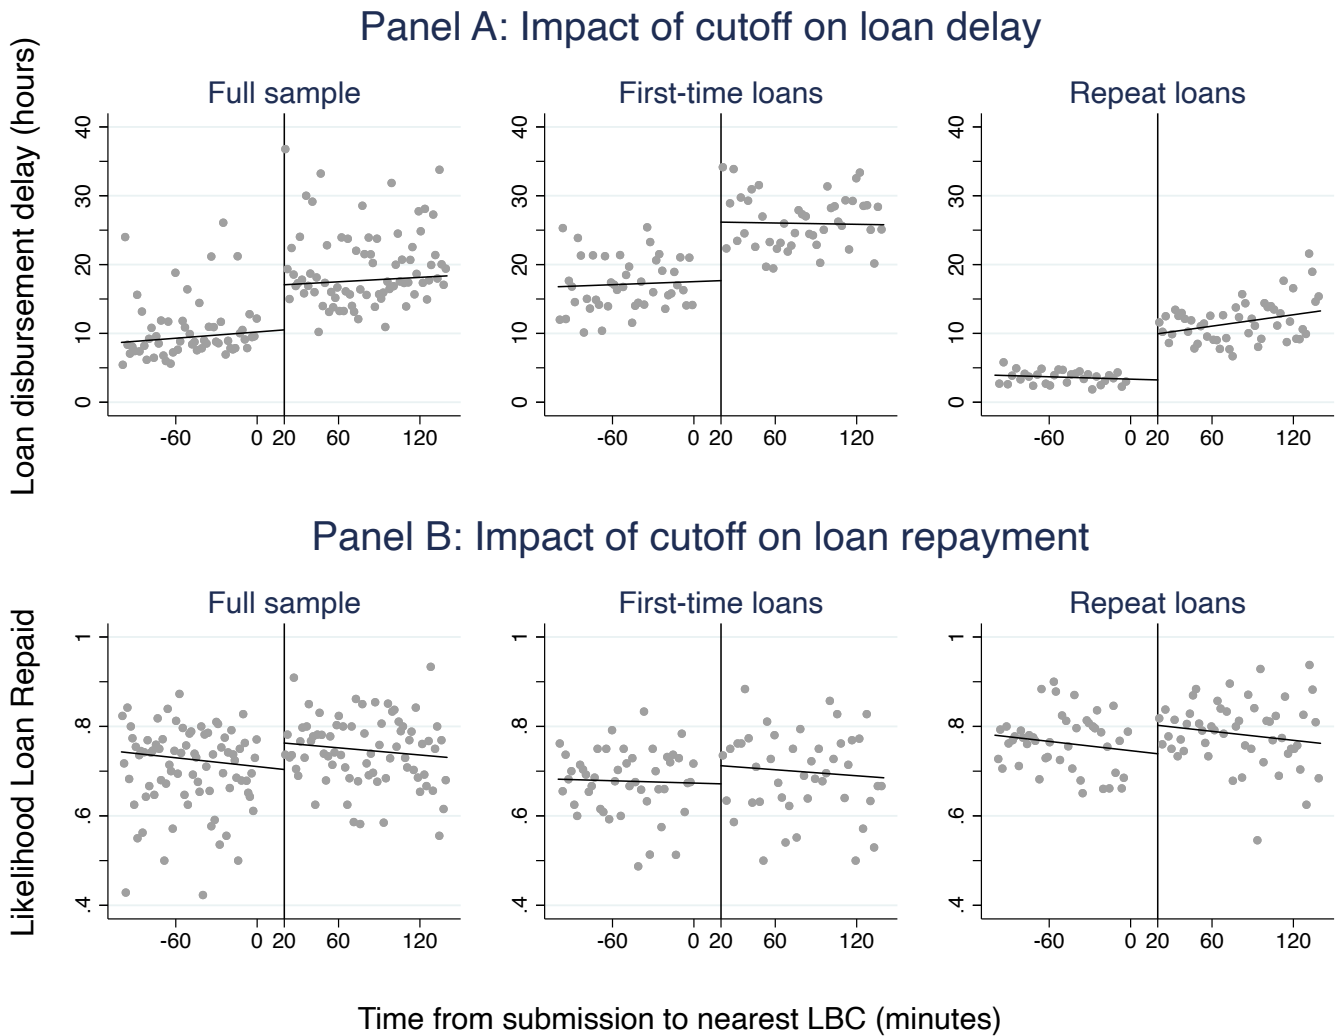 Panel A: Impact of cutoff on loan delay
Loan disbursement delay (hours)
Full sample
First-time loans
Repeat loans
40
30
20
10
0
-60 0 20 60 120
40
30
20
10
0
-60 0 20 60 120
40
30
20
10
0
-60 0 20 60 120
Panel B: Impact of cutoff on loan repayment
Likelihood Loan Repaid
Full sample
First-time loans
Repeat loans
1
.8
.6
.4
-60 0 20 60 120
1
.8
.6
.4
-60 0 20 60 120
1
.8
.6
.4
-60 0 20 60 120
Time from submission to nearest LBC (minutes)